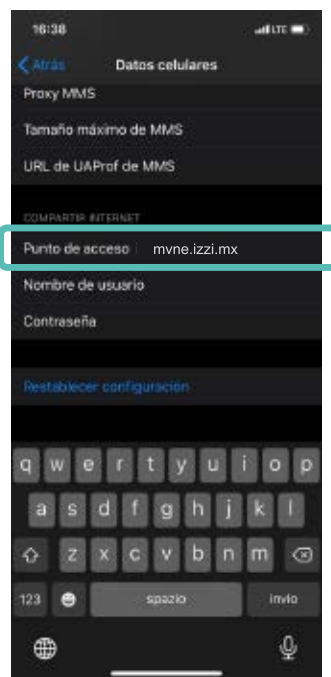 16:38 LTE
Atrás Datos celulares
Proxy MMS
Tamaño máximo de MMS
URL de UAProf de MMS
COMPARTIR INTERNET
Punto de acceso mvne.izzi.mx
Nombre de usuario
Contraseña
Restablecer configuración
q w e r t y u i o p
a s d f g h j k l
z x c v b n m
123 spazio invio